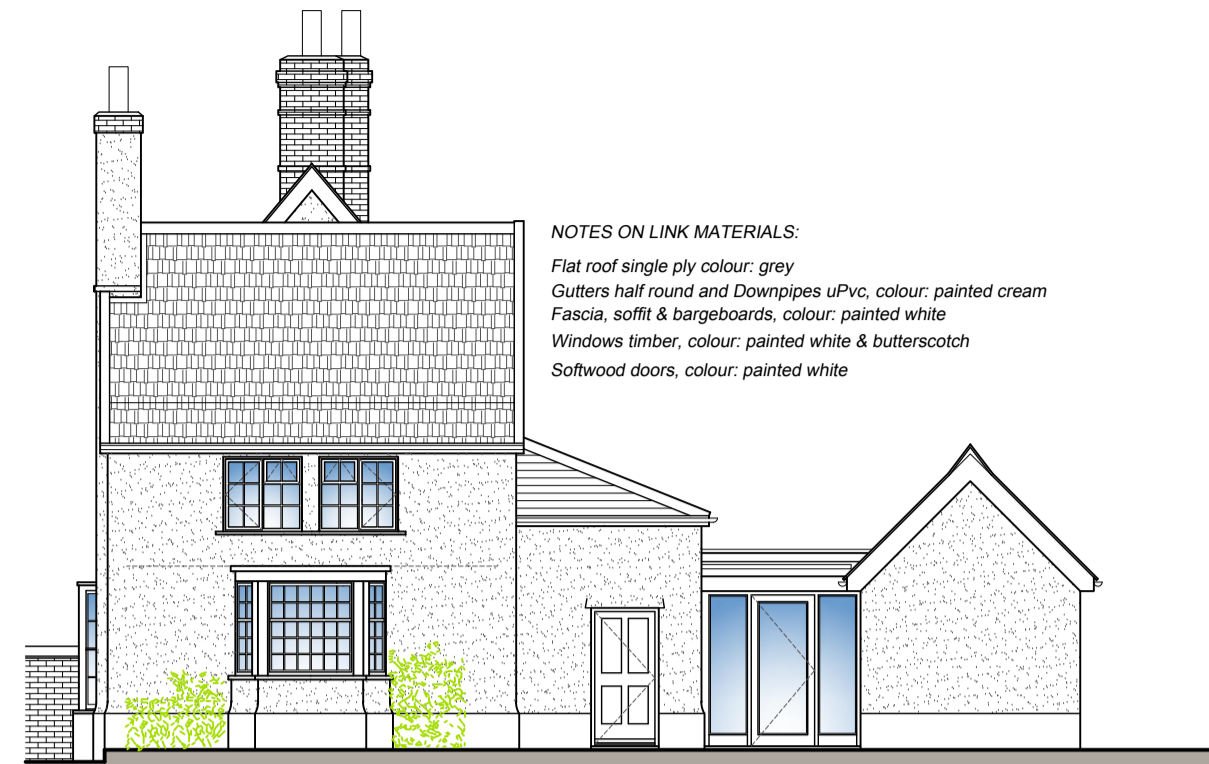 NOTES ON LINK MATERIALS:
Flat roof single ply colour: grey
Gutters half round and Downpipes uPvc, colour: painted cream
Fascia, soffit & bargeboards, colour: painted white
Windows timber, colour: painted white & butterscotch
Softwood doors, colour: painted white